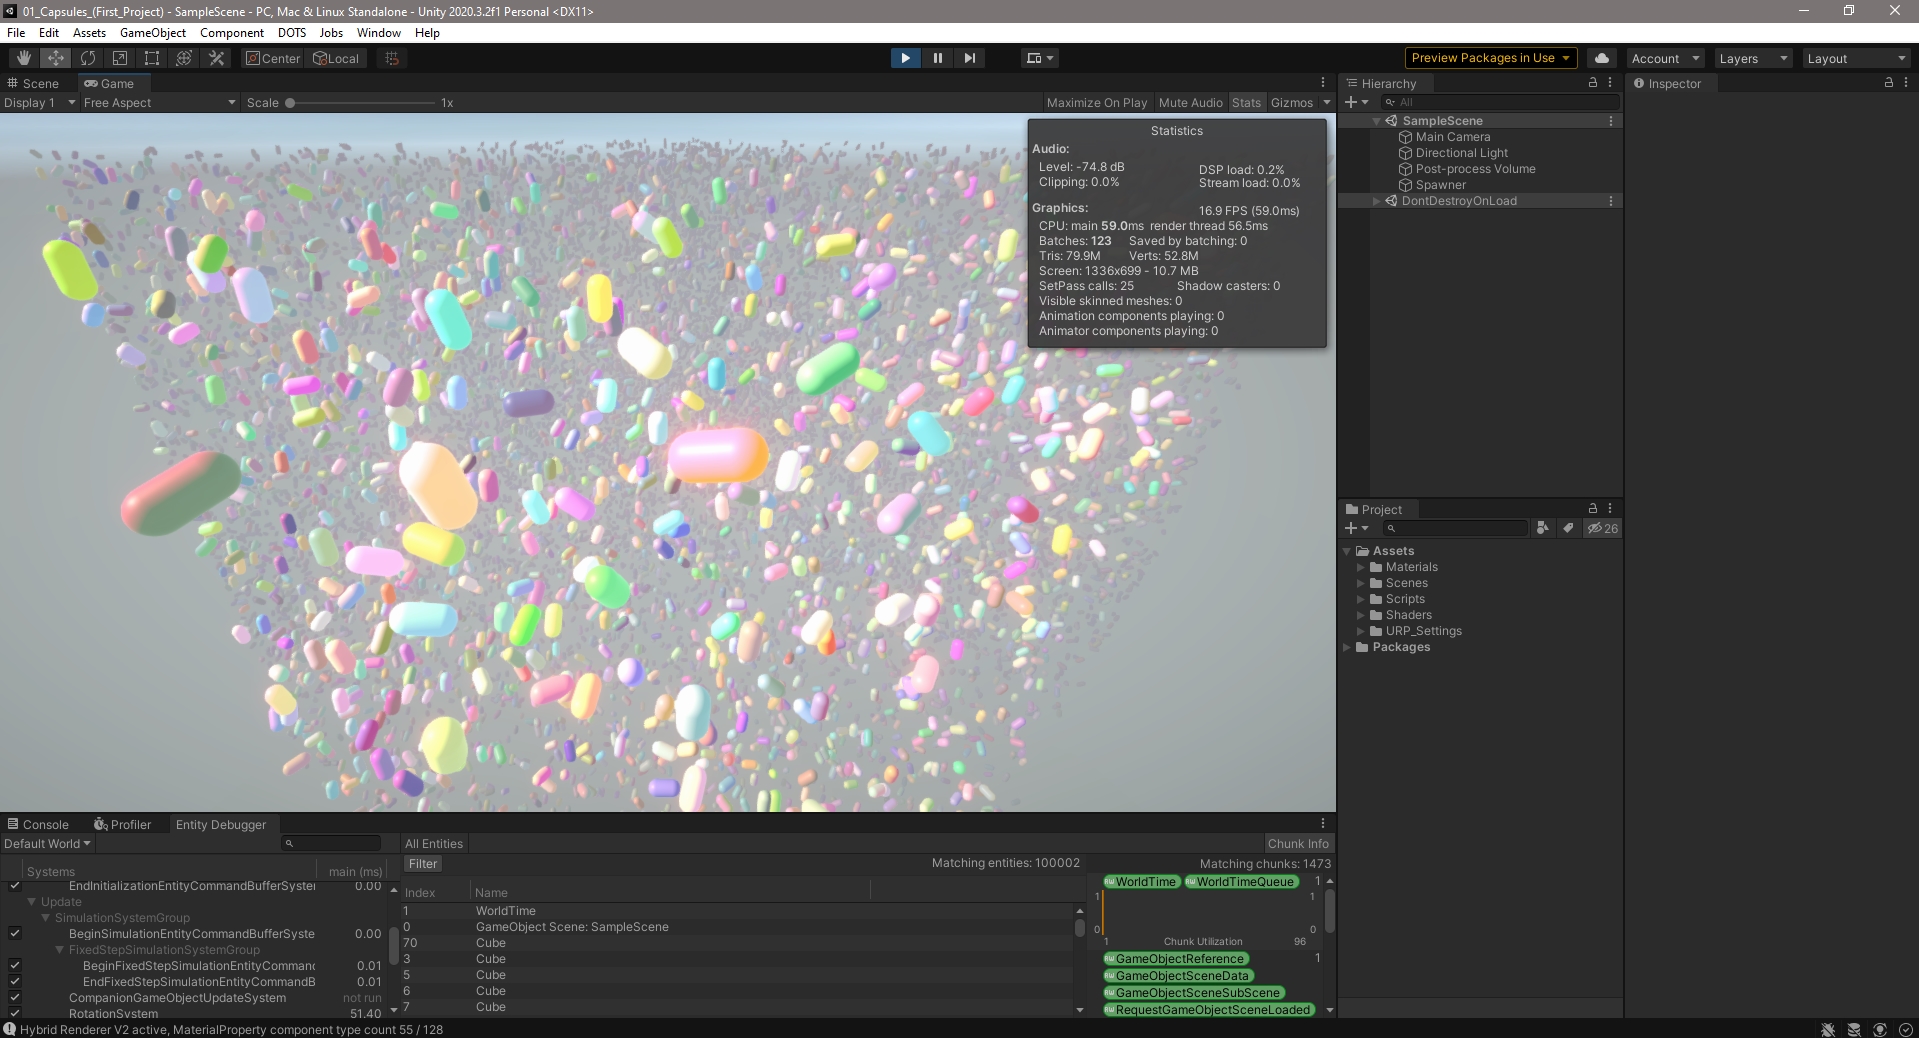 01_Capsules_(First_Project) - SampleScene - PC, Mac & Linux Standalone - Unity 2020.3.2f1 Personal <DX11>
File Edit Assets GameObject Component DOTS Jobs Window Help
Center Local Preview Packages in Use Account Layers Layout
Scene Game
Display 1 Free Aspect Scale 1x Maximize On Play Mute Audio Stats Gizmos
Statistics
Audio:
Level: -74.8 dB DSP load: 0.2%
Clipping: 0.0% Stream load: 0.0%
Graphics: 16.9 FPS (59.0ms)
CPU: main 59.0ms render thread 56.5ms
Batches: 123 Saved by batching: 0
Tris: 79.9M Verts: 52.8M
Screen: 1336x699 - 10.7 MB
SetPass calls: 25 Shadow casters: 0
Visible skinned meshes: 0
Animation components playing: 0
Animator components playing: 0
Hierarchy
All
SampleScene
Main Camera
Directional Light
Post-process Volume
Spawner
DontDestroyOnLoad
Inspector
Project
26
Assets
Materials
Scenes
Scripts
Shaders
URP_Settings
Packages
Console Profiler Entity Debugger
Default World
Systems main (ms)
EndInitializationEntityCommandBufferSyster 0.00
Update
SimulationSystemGroup
BeginSimulationEntityCommandBufferSyste 0.00
FixedStepSimulationSystemGroup
BeginFixedStepSimulationEntityCommanc 0.01
EndFixedStepSimulationEntityCommandB 0.01
CompanionGameObjectUpdateSystem not run
RotationSystem 51.40
All Entities Chunk Info
Filter Matching entities: 100002 Matching chunks: 1473
Index Name
1 WorldTime
0 GameObject Scene: SampleScene
70 Cube
3 Cube
5 Cube
6 Cube
7 Cube
RW WorldTime RW WorldTimeQueue 1
1 1
0 0
1 Chunk Utilization 96
RW GameObjectReference 1
RW GameObjectSceneData
RW GameObjectSceneSubScene
RW RequestGameObjectSceneLoaded
Hybrid Renderer V2 active, MaterialProperty component type count 55 / 128